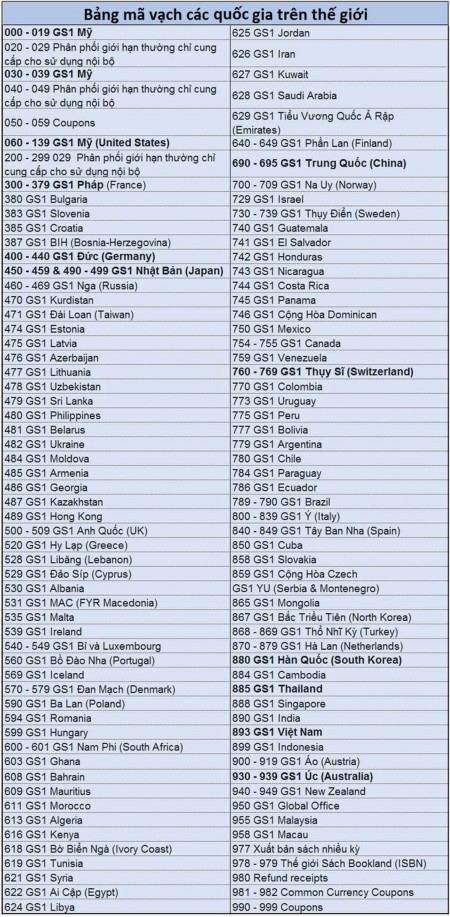 Bảng mã vạch các quốc gia trên thế giới
000 - 019 GS1 Mỹ
020 - 029 Phân phối giới hạn thường chỉ cung
cấp cho sử dụng nội bộ
030 - 039 GS1 Mỹ
040 - 049 Phân phối giới hạn thường chỉ cung
cấp cho sử dụng nội bộ
050 - 059 Coupons
060 - 139 GS1 Mỹ (United States)
200 - 299 029 Phân phối giới hạn thường chỉ
cung cấp cho sử dụng nội bộ
300 - 379 GS1 Pháp (France)
380 GS1 Bulgaria
383 GS1 Slovenia
385 GS1 Croatia
387 GS1 BIH (Bosnia-Herzegovina)
400 - 440 GS1 Đức (Germany)
450 - 459 & 490 - 499 GS1 Nhật Bản (Japan)
460 - 469 GS1 Nga (Russia)
470 GS1 Kurdistan
471 GS1 Đài Loan (Taiwan)
474 GS1 Estonia
475 GS1 Latvia
476 GS1 Azerbaijan
477 GS1 Lithuania
478 GS1 Uzbekistan
479 GS1 Sri Lanka
480 GS1 Philippines
481 GS1 Belarus
482 GS1 Ukraine
484 GS1 Moldova
485 GS1 Armenia
486 GS1 Georgia
487 GS1 Kazakhstan
489 GS1 Hong Kong
500 - 509 GS1 Anh Quốc (UK)
520 GS1 Hy Lạp (Greece)
528 GS1 Libăng (Lebanon)
529 GS1 Đảo Síp (Cyprus)
530 GS1 Albania
531 GS1 MAC (FYR Macedonia)
535 GS1 Malta
539 GS1 Ireland
540 - 549 GS1 Bỉ và Luxembourg
560 GS1 Bồ Đào Nha (Portugal)
569 GS1 Iceland
570 - 579 GS1 Đan Mạch (Denmark)
590 GS1 Ba Lan (Poland)
594 GS1 Romania
599 GS1 Hungary
600 - 601 GS1 Nam Phi (South Africa)
603 GS1 Ghana
608 GS1 Bahrain
609 GS1 Mauritius
611 GS1 Morocco
613 GS1 Algeria
616 GS1 Kenya
618 GS1 Bờ Biển Ngà (Ivory Coast)
619 GS1 Tunisia
621 GS1 Syria
622 GS1 Ai Cập (Egypt)
624 GS1 Libya
625 GS1 Jordan
626 GS1 Iran
627 GS1 Kuwait
628 GS1 Saudi Arabia
629 GS1 Tiểu Vương Quốc Ả Rập
(Emirates)
640 - 649 GS1 Phần Lan (Finland)
690 - 695 GS1 Trung Quốc (China)
700 - 709 GS1 Na Uy (Norway)
729 GS1 Israel
730 - 739 GS1 Thụy Điển (Sweden)
740 GS1 Guatemala
741 GS1 El Salvador
742 GS1 Honduras
743 GS1 Nicaragua
744 GS1 Costa Rica
745 GS1 Panama
746 GS1 Cộng Hòa Dominican
750 GS1 Mexico
754 - 755 GS1 Canada
759 GS1 Venezuela
760 - 769 GS1 Thụy Sĩ (Switzerland)
770 GS1 Colombia
773 GS1 Uruguay
775 GS1 Peru
777 GS1 Bolivia
779 GS1 Argentina
780 GS1 Chile
784 GS1 Paraguay
786 GS1 Ecuador
789 - 790 GS1 Brazil
800 - 839 GS1 Ý (Italy)
840 - 849 GS1 Tây Ban Nha (Spain)
850 GS1 Cuba
858 GS1 Slovakia
859 GS1 Cộng Hòa Czech
GS1 YU (Serbia & Montenegro)
865 GS1 Mongolia
867 GS1 Bắc Triều Tiên (North Korea)
868 - 869 GS1 Thổ Nhĩ Kỳ (Turkey)
870 - 879 GS1 Hà Lan (Netherlands)
880 GS1 Hàn Quốc (South Korea)
884 GS1 Cambodia
885 GS1 Thailand
888 GS1 Singapore
890 GS1 India
893 GS1 Việt Nam
899 GS1 Indonesia
900 - 919 GS1 Áo (Austria)
930 - 939 GS1 Úc (Australia)
940 - 949 GS1 New Zealand
950 GS1 Global Office
955 GS1 Malaysia
958 GS1 Macau
977 Xuất bản sách nhiều kỳ
978 - 979 Thế giới Sách Bookland (ISBN)
980 Refund receipts
981 - 982 Common Currency Coupons
990 - 999 Coupons